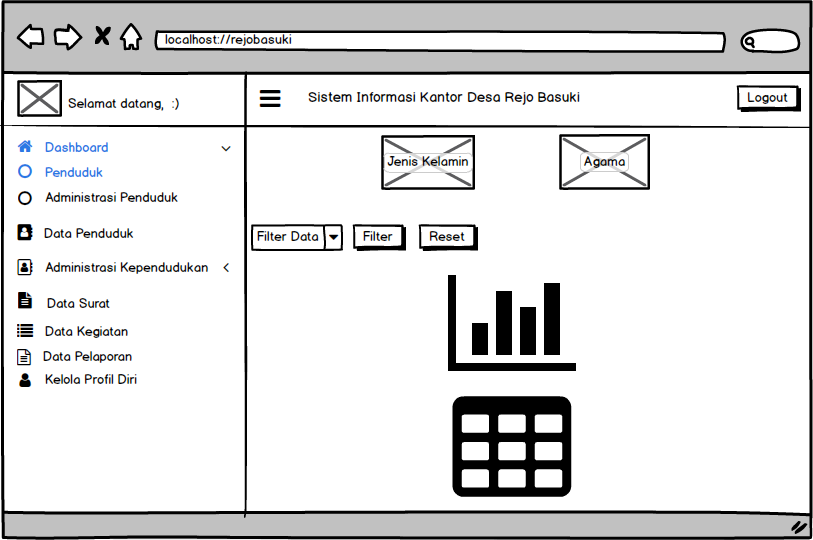 localhost://rejobasuki
Selamat datang, :)
Sistem Informasi Kantor Desa Rejo Basuki
Logout
Dashboard
Penduduk
Administrasi Penduduk
Data Penduduk
Administrasi Kependudukan
Data Surat
Data Kegiatan
Data Pelaporan
Kelola Profil Diri
Jenis Kelamin
Agama
Filter Data
Filter
Reset